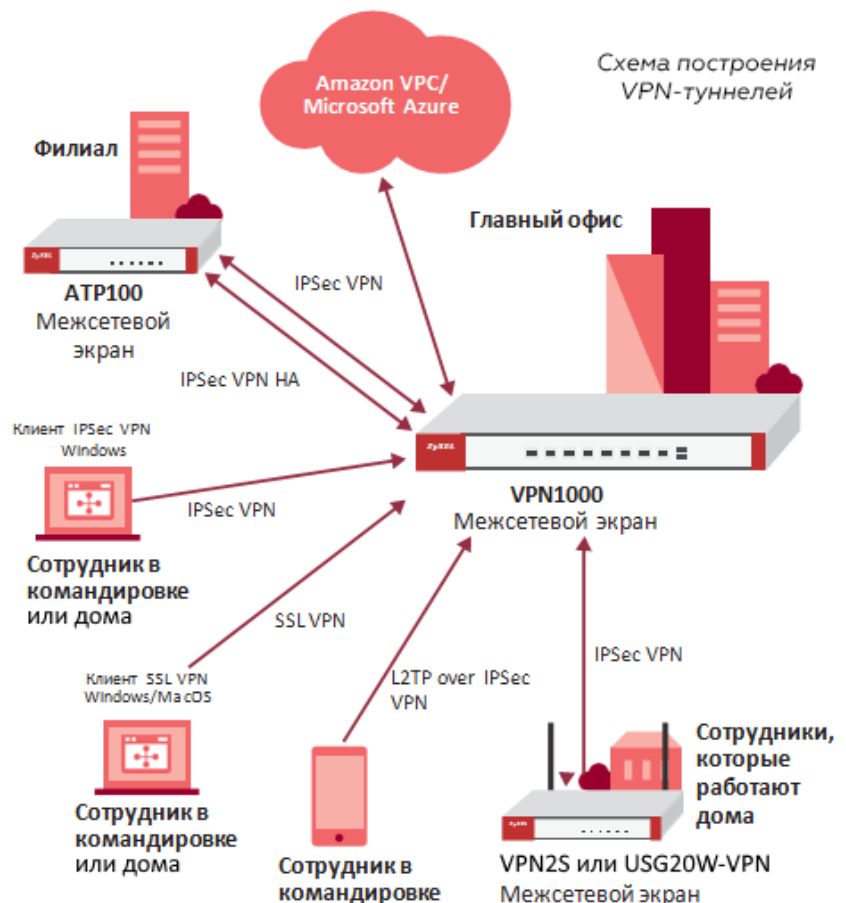 Схема построения
VPN-туннелей
Amazon VPC/
Microsoft Azure
Филиал
ZyXEL
ATP100
Межсетевой
экран
Главный офис
IPSec VPN
IPSec VPN HA
Клиент IPSec VPN
Windows
IPSec VPN
Сотрудник в
командировке
или дома
ZyXEL
VPN1000
Межсетевой экран
SSL VPN
Клиент SSL VPN
Windows/MacOS
Сотрудник в
командировке
или дома
L2TP over IPSec
VPN
Сотрудник в
командировке
IPSec VPN
Сотрудники,
которые
работают
дома
ZyXEL
VPN2S или USG20W-VPN
Межсетевой экран